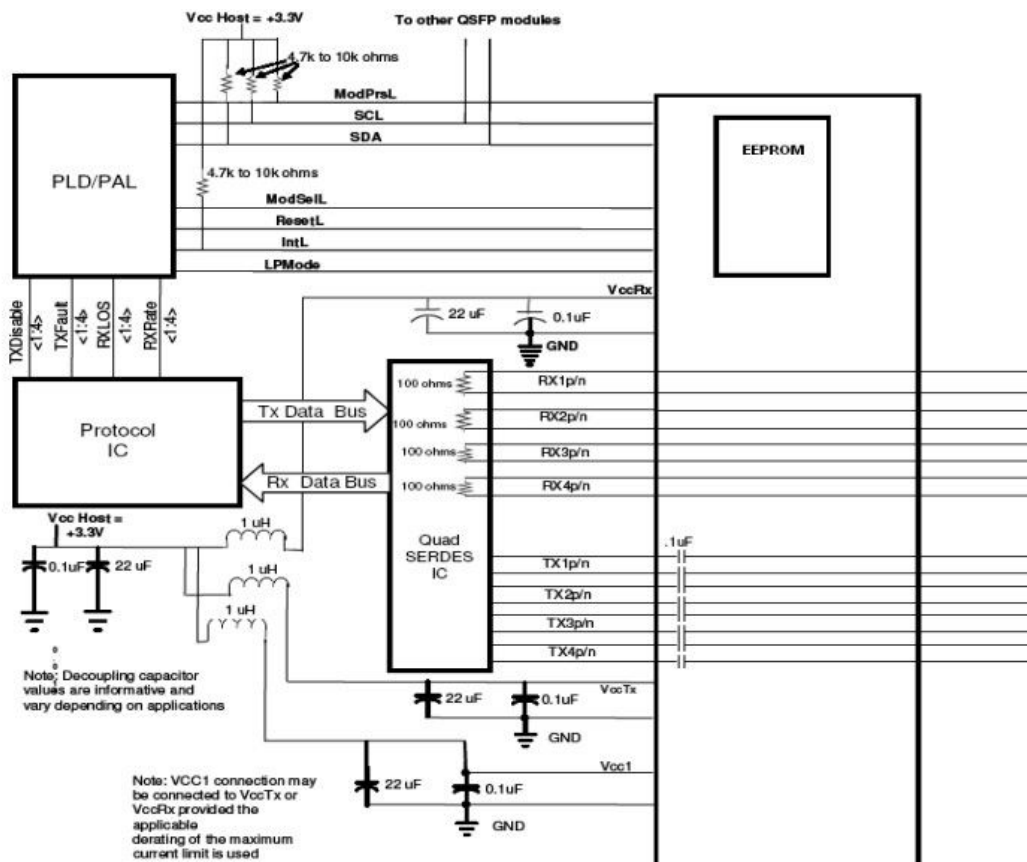 Vcc Host = +3.3V
To other QSFP modules
4.7k to 10k ohms
ModPrsL
SCL
SDA
EEPROM
PLD/PAL
4.7k to 10k ohms
ModSelL
ResetL
IntL
LPMode
VccRx
TXDisable
<1:4>
TXFault
<1:4>
RXLOS
<1:4>
RXRate
<1:4>
22 uF
0.1uF
GND
100 ohms
RX1p/n
Tx Data Bus
100 ohms
RX2p/n
Protocol
IC
100 ohms
RX3p/n
Rx Data Bus
100 ohms
RX4p/n
Vcc Host =
+3.3V
1 uH
Quad
SERDES
IC
.1uF
0.1uF
22 uF
1 uH
TX1p/n
TX2p/n
1 uH
TX3p/n
TX4p/n
Note: Decoupling capacitor
values are informative and
vary depending on applications
VccTx
22 uF
0.1uF
GND
Vcc1
Note: VCC1 connection may
be connected to VccTx or
VccRx provided the
applicable
derating of the maximum
current limit is used
22 uF
0.1uF
GND